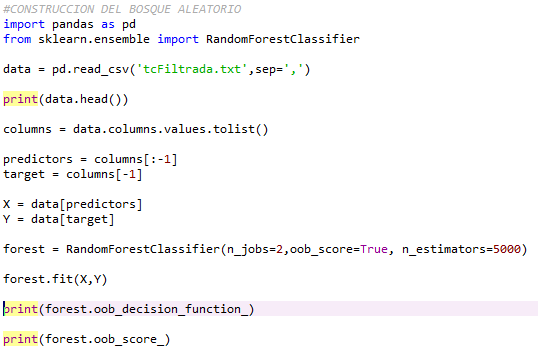 #CONSTRUCCION DEL BOSQUE ALEATORIO
import pandas as pd
from sklearn.ensemble import RandomForestClassifier
data = pd.read_csv('tcFiltrada.txt',sep=',')
print(data.head())
columns = data.columns.values.tolist()
predictors = columns[:-1]
target = columns[-1]
X = data[predictors]
Y = data[target]
forest = RandomForestClassifier(n_jobs=2,oob_score=True, n_estimators=5000)
forest.fit(X,Y)
print(forest.oob_decision_function_)
print(forest.oob_score_)